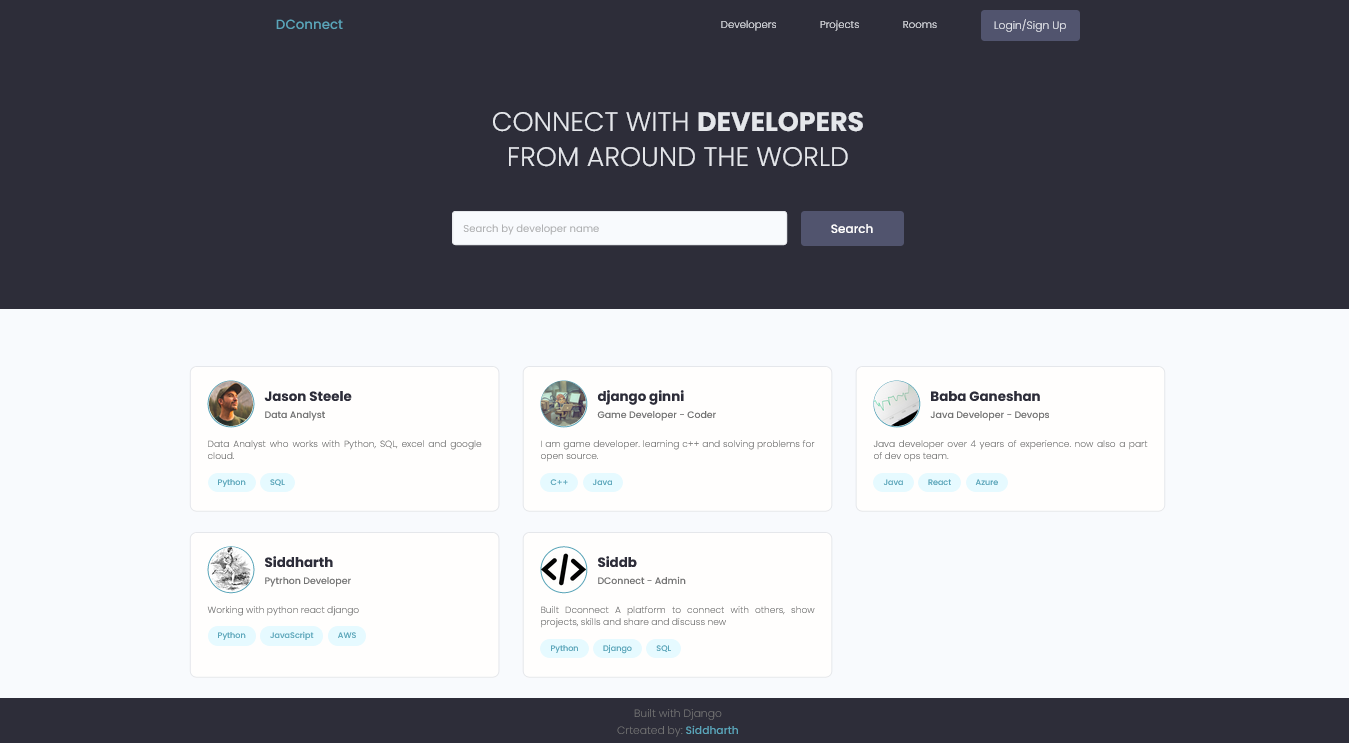 DConnect
Developers
Projects
Rooms
Login/Sign Up
CONNECT WITH DEVELOPERS
FROM AROUND THE WORLD
Search by developer name
Search
Jason Steele
Data Analyst
Data Analyst who works with Python, SQL, excel and google
cloud.
Python
SQL
django ginni
Game Developer - Coder
I am game developer. learning c++ and solving problems for
open source.
C++
Java
Baba Ganeshan
Java Developer - Devops
Java developer over 4 years of experience. now also a part
of dev ops team.
Java
React
Azure
Siddharth
Pytrhon Developer
Working with python react django
Python
JavaScript
AWS
Siddb
DConnect - Admin
Built Dconnect A platform to connect with others, show
projects, skills and share and discuss new
Python
Django
SQL
Built with Django
Crteated by: Siddharth